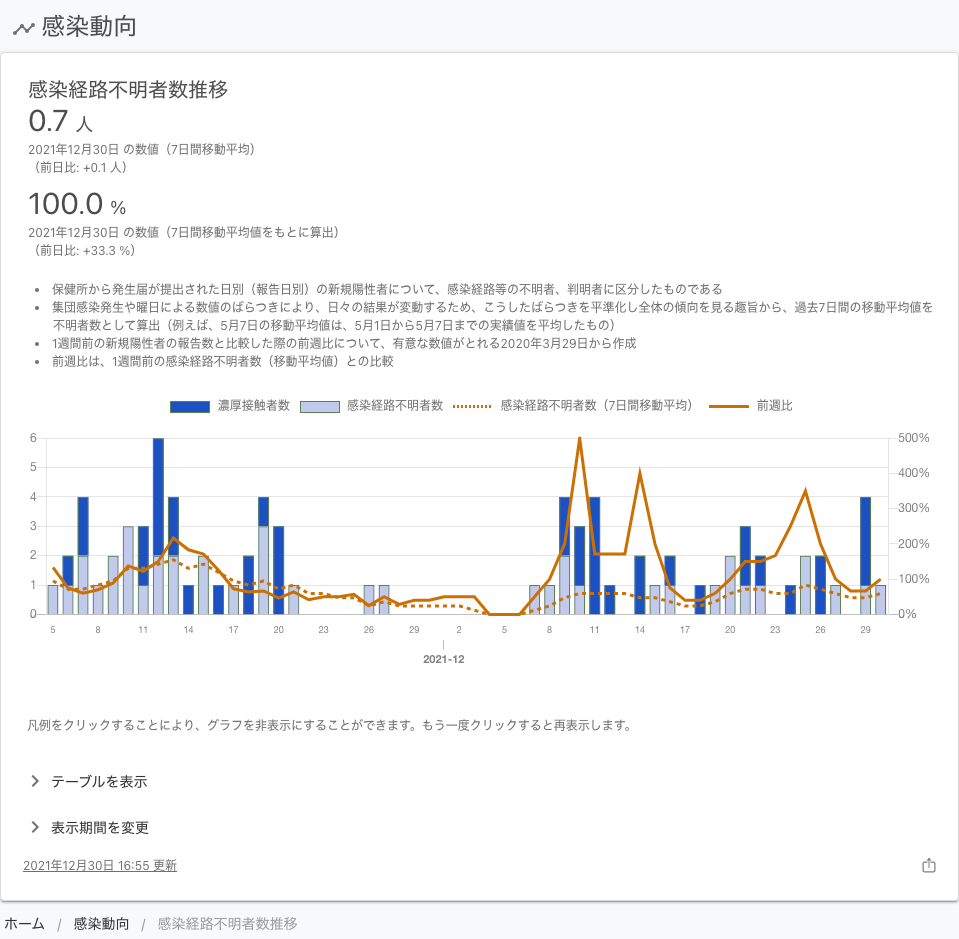 感染動向
感染経路不明者数推移
0.7 人
2021年12月30日 の数値（7日間移動平均）
（前日比: +0.1 人）
100.0 %
2021年12月30日 の数値（7日間移動平均値をもとに算出）
（前日比: +33.3 %）
• 保健所から発生届が提出された日別（報告日別）の新規陽性者について、感染経路等の不明者、判明者に区分したものである
• 集団感染発生や曜日による数値のばらつきにより、日々の結果が変動するため、こうしたばらつきを平準化し全体の傾向を見る趣旨から、過去7日間の移動平均値を
不明者数として算出（例えば、5月7日の移動平均値は、5月1日から5月7日までの実績値を平均したもの）
• 1週間前の新規陽性者の報告数と比較した際の前週比について、有意な数値がとれる2020年3月29日から作成
• 前週比は、1週間前の感染経路不明者数（移動平均値）との比較
濃厚接触者数 感染経路不明者数 感染経路不明者数（7日間移動平均） 前週比
6 500%
5 400%
4 300%
3 200%
2 100%
1 0%
0
5 8 11 14 17 20 23 26 29 2 5 8 11 14 17 20 23 26 29
2021-12
凡例をクリックすることにより、グラフを非表示にすることができます。もう一度クリックすると再表示します。
テーブルを表示
表示期間を変更
2021年12月30日 16:55 更新
ホーム / 感染動向 / 感染経路不明者数推移